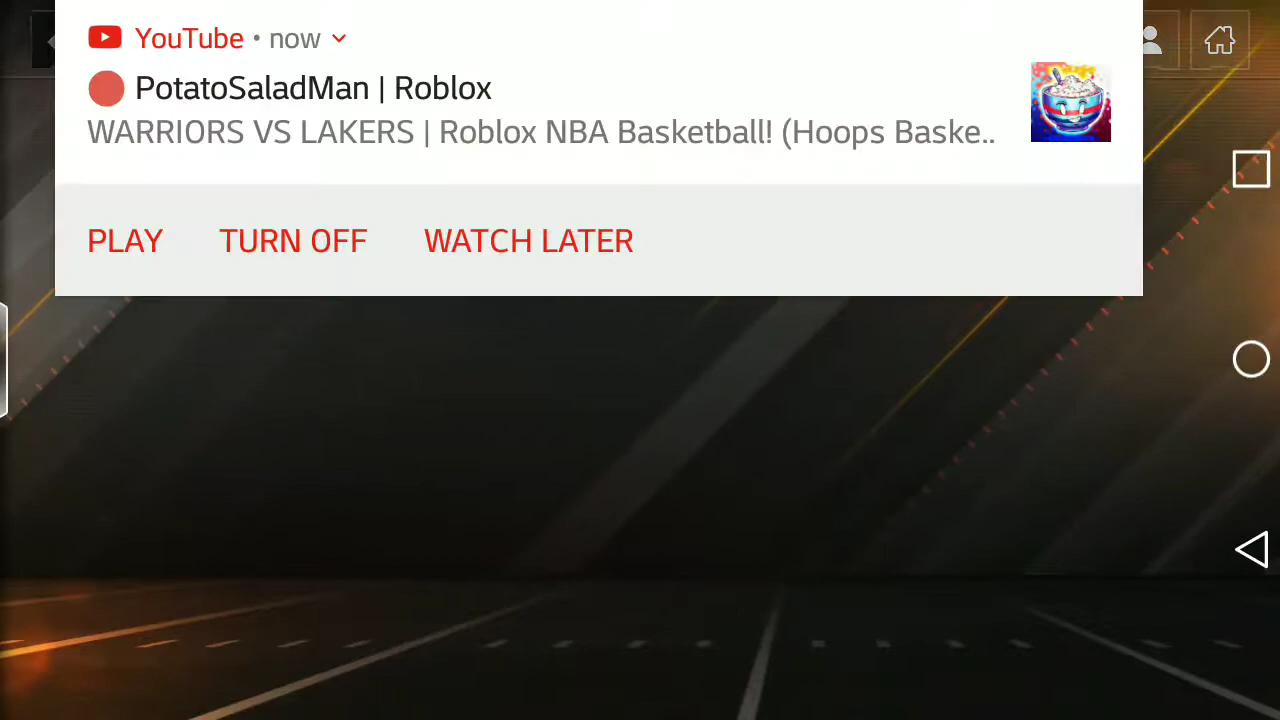 YouTube • now
PotatoSaladMan | Roblox
WARRIORS VS LAKERS | Roblox NBA Basketball! (Hoops Baske..
PLAY TURN OFF WATCH LATER